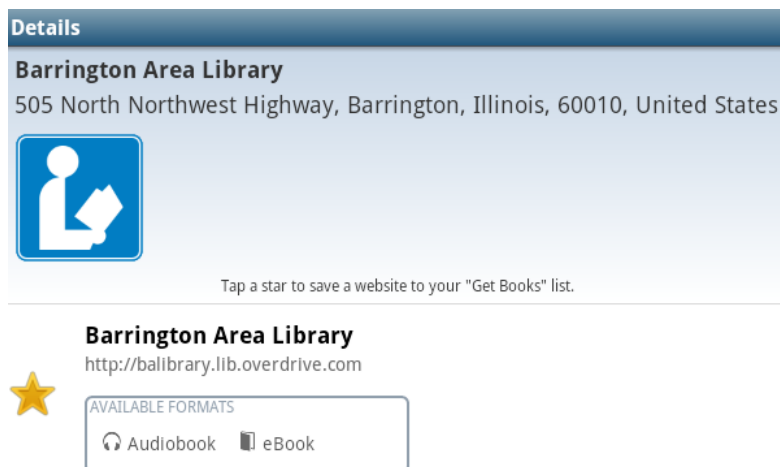 Details
Barrington Area Library
505 North Northwest Highway, Barrington, Illinois, 60010, United States
Tap a star to save a website to your "Get Books" list.
Barrington Area Library
http://balibrary.lib.overdrive.com
AVAILABLE FORMATS
Audiobook eBook